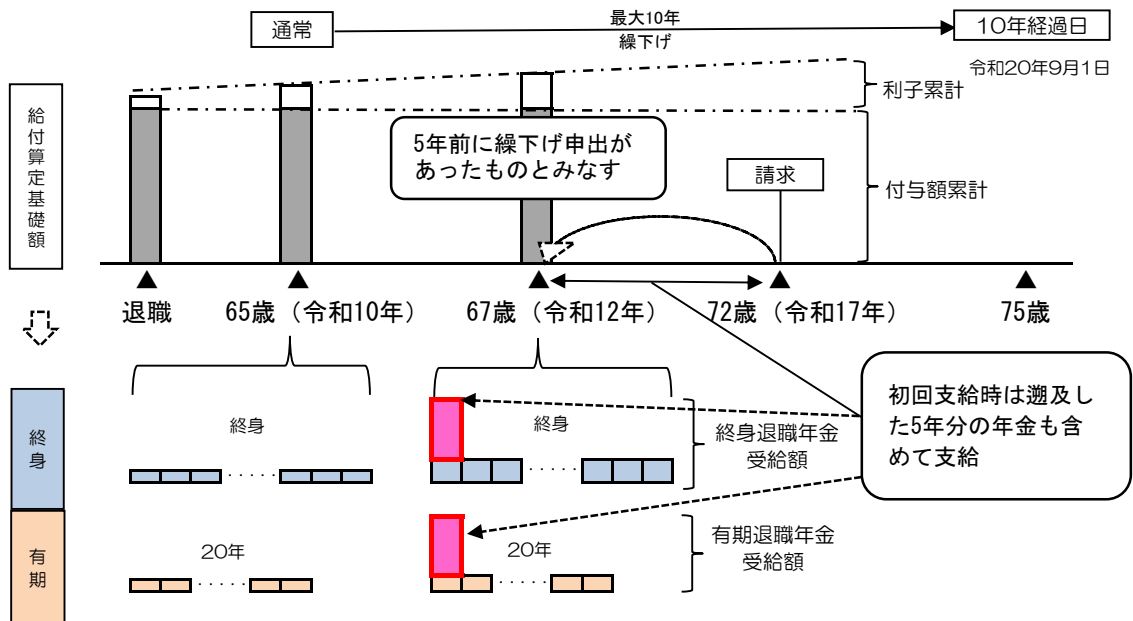 通常
最大10年
繰下げ
10年経過日
令和20年9月1日
利子累計
給付算定基礎額
5年前に繰下げ申出が
あったものとみなす
請求
付与額累計
退職
65歳（令和10年）
67歳（令和12年）
72歳（令和17年）
75歳
終身
終身
・・・・・
終身
・・・・・
終身退職年金
受給額
初回支給時は遡及し
た5年分の年金も含
めて支給
有期
20年
・・・・・
20年
・・・・・
有期退職年金
受給額